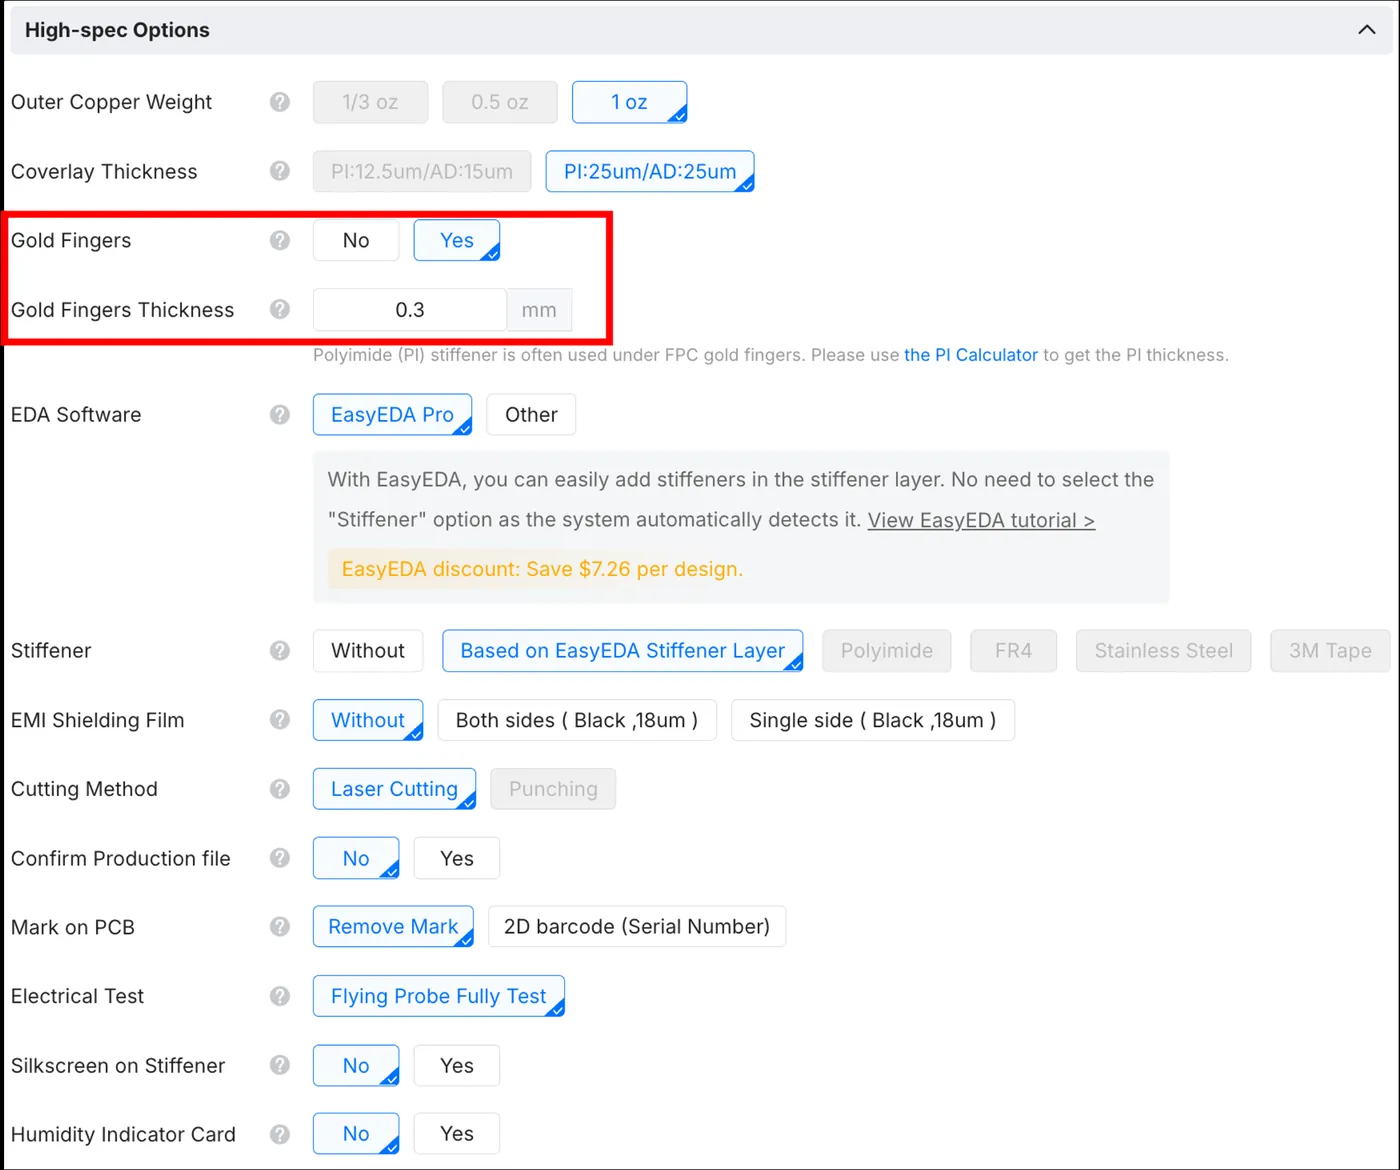 High-spec Options
Outer Copper Weight ? 1/3 oz 0.5 oz 1 oz
Coverlay Thickness ? PI:12.5um/AD:15um PI:25um/AD:25um
Gold Fingers ? No Yes
Gold Fingers Thickness ? 0.3 mm
Polyimide (PI) stiffener is often used under FPC gold fingers. Please use the PI Calculator to get the PI thickness.
EDA Software ? EasyEDA Pro Other
With EasyEDA, you can easily add stiffeners in the stiffener layer. No need to select the
"Stiffener" option as the system automatically detects it. View EasyEDA tutorial >
EasyEDA discount: Save $7.26 per design.
Stiffener ? Without Based on EasyEDA Stiffener Layer Polyimide FR4 Stainless Steel 3M Tape
EMI Shielding Film ? Without Both sides ( Black ,18um ) Single side ( Black ,18um )
Cutting Method ? Laser Cutting Punching
Confirm Production file ? No Yes
Mark on PCB ? Remove Mark 2D barcode (Serial Number)
Electrical Test ? Flying Probe Fully Test
Silkscreen on Stiffener ? No Yes
Humidity Indicator Card ? No Yes